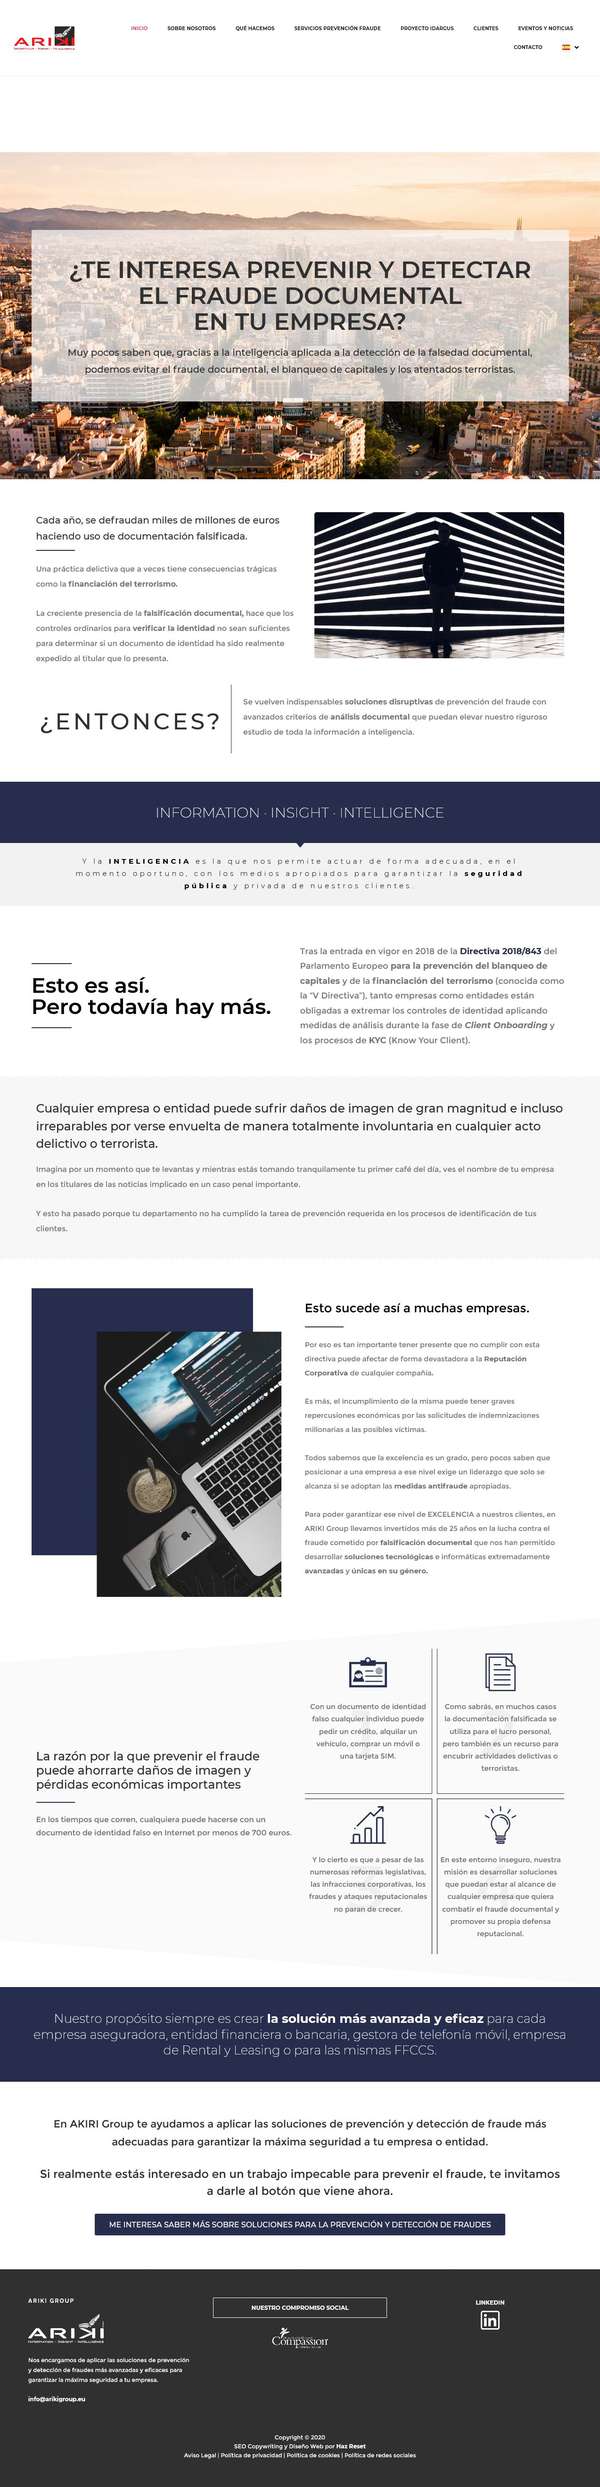 ARIKI
INICIO
SOBRE NOSOTROS
QUÉ HACEMOS
SERVICIOS PREVENCIÓN FRAUDE
PROYECTO IDARGUS
CLIENTES
EVENTOS Y NOTICIAS
CONTACTO
¿TE INTERESA PREVENIR Y DETECTAR
EL FRAUDE DOCUMENTAL
EN TU EMPRESA?
Muy pocos saben que, gracias a la inteligencia aplicada a la detección de la falsedad documental,
podemos evitar el fraude documental, el blanqueo de capitales y los atentados terroristas.
Cada año, se defraudan miles de millones de euros
haciendo uso de documentación falsificada.
Una práctica delictiva que a veces tiene consecuencias trágicas
como la financiación del terrorismo.
La creciente presencia de la falsificación documental, hace que los
controles ordinarios para verificar la identidad no sean suficientes
para determinar si un documento de identidad ha sido realmente
expedido al titular que lo presenta.
¿ENTONCES?
Se vuelven indispensables soluciones disruptivas de prevención del fraude con
avanzados criterios de análisis documental que puedan elevar nuestro riguroso
estudio de toda la información a inteligencia.
INFORMATION · INSIGHT · INTELLIGENCE
Y la INTELIGENCIA es la que nos permite actuar de forma adecuada, en el
momento oportuno, con los medios apropiados para garantizar la seguridad
pública y privada de nuestros clientes.
Esto es así.
Pero todavía hay más.
Tras la entrada en vigor en 2018 de la Directiva 2018/843 del
Parlamento Europeo para la prevención del blanqueo de
capitales y de la financiación del terrorismo (conocida como
la "V Directiva"), tanto empresas como entidades están
obligadas a extremar los controles de identidad aplicando
medidas de análisis durante la fase de Client Onboarding y
los procesos de KYC (Know Your Client).
Cualquier empresa o entidad puede sufrir daños de imagen de gran magnitud e incluso
irreparables por verse envuelta de manera totalmente involuntaria en cualquier acto
delictivo o terrorista.
Imagina por un momento que te levantas y mientras estás tomando tranquilamente tu primer café del día, ves el nombre de tu empresa
en los titulares de las noticias implicado en un caso penal importante.
Y esto ha pasado porque tu departamento no ha cumplido la tarea de prevención requerida en los procesos de identificación de tus
clientes.
Esto sucede así a muchas empresas.
Por eso es tan importante tener presente que no cumplir con esta
directiva puede afectar de forma devastadora a la Reputación
Corporativa de cualquier compañía.
Es más, el incumplimiento de la misma puede tener graves
repercusiones económicas por las solicitudes de indemnizaciones
millonarias a las posibles víctimas.
Todos sabemos que la excelencia es un grado, pero pocos saben que
posicionar a una empresa a ese nivel exige un liderazgo que solo se
alcanza si se adoptan las medidas antifraude apropiadas.
Para poder garantizar ese nivel de EXCELENCIA a nuestros clientes, en
ARIKI Group llevamos invertidos más de 25 años en la lucha contra el
fraude cometido por falsificación documental que nos han permitido
desarrollar soluciones tecnológicas e informáticas extremadamente
avanzadas y únicas en su género.
La razón por la que prevenir el fraude
puede ahorrarte daños de imagen y
pérdidas económicas importantes
En los tiempos que corren, cualquiera puede hacerse con un
documento de identidad falso en Internet por menos de 700 euros.
Con un documento de identidad
falso cualquier individuo puede
pedir un crédito, alquilar un
vehículo, comprar un móvil o
una tarjeta SIM.
Como sabrás, en muchos casos
la documentación falsificada se
utiliza para el lucro personal,
pero también es un recurso para
encubrir actividades delictivas o
terroristas.
Y lo cierto es que a pesar de las
numerosas reformas legislativas,
las infracciones corporativas, los
fraudes y ataques reputacionales
no paran de crecer.
En este entorno inseguro, nuestra
misión es desarrollar soluciones
que puedan estar al alcance de
cualquier empresa que quiera
combatir el fraude documental y
promover su propia defensa
reputacional.
Nuestro propósito siempre es crear la solución más avanzada y eficaz para cada
empresa aseguradora, entidad financiera o bancaria, gestora de telefonía móvil, empresa
de Rental y Leasing o para las mismas FFCCS.
En AKIRI Group te ayudamos a aplicar las soluciones de prevención y detección de fraude más
adecuadas para garantizar la máxima seguridad a tu empresa o entidad.
Si realmente estás interesado en un trabajo impecable para prevenir el fraude, te invitamos
a darle al botón que viene ahora.
ME INTERESA SABER MÁS SOBRE SOLUCIONES PARA LA PREVENCIÓN Y DETECCIÓN DE FRAUDES
ARIKI GROUP
ARIKI
INFORMATION · INSIGHT · INTELLIGENCE
Nos encargamos de aplicar las soluciones de prevención
y detección de fraudes más avanzadas y eficaces para
garantizar la máxima seguridad a tu empresa.
info@arikigroup.eu
NUESTRO COMPROMISO SOCIAL
Compassion
LINKEDIN
in
Copyright © 2020
SEO Copywriting y Diseño Web por Haz Reset
Aviso Legal | Política de privacidad | Política de cookies | Política de redes sociales